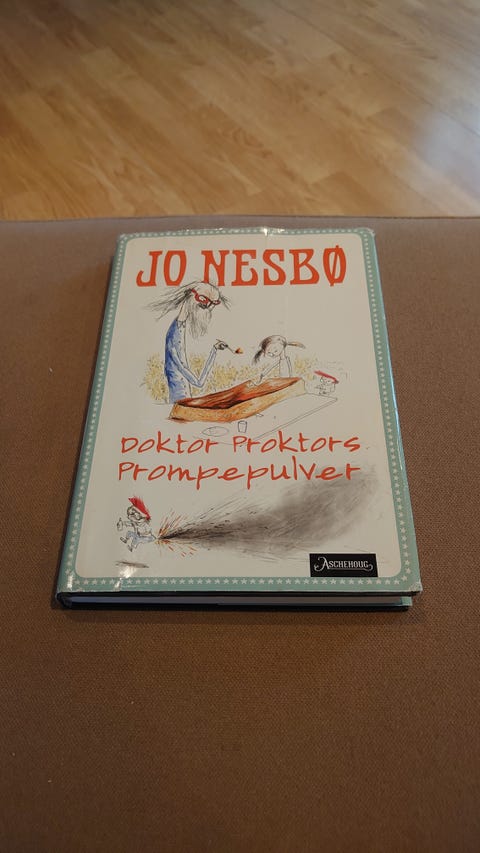 JO NESBØ
Doktor Proktors
Prompepulver
ASCHEHOUG